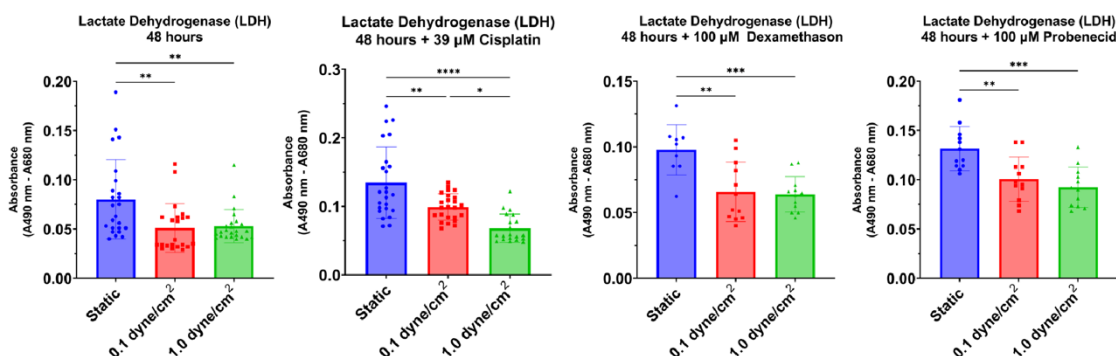 Lactate Dehydrogenase (LDH)
48 hours
**
**
0.20
0.15
0.10
0.05
0.00
Absorbance
(A490 nm - A680 nm)
Static
0.1 dyne/cm²
1.0 dyne/cm²
Lactate Dehydrogenase (LDH)
48 hours + 39 µM Cisplatin
****
**
*
0.3
0.2
0.1
0.0
Absorbance
(A490 nm - A680 nm)
Static
0.1 dyne/cm²
1.0 dyne/cm²
Lactate Dehydrogenase (LDH)
48 hours + 100 µM Dexamethason
***
**
0.15
0.10
0.05
0.00
Absorbance
(A490 nm - A680 nm)
Static
0.1 dyne/cm²
1.0 dyne/cm²
Lactate Dehydrogenase (LDH)
48 hours + 100 µM Probenecid
***
**
0.20
0.15
0.10
0.05
0.00
Absorbance
(A490 nm - A680 nm)
Static
0.1 dyne/cm²
1.0 dyne/cm²